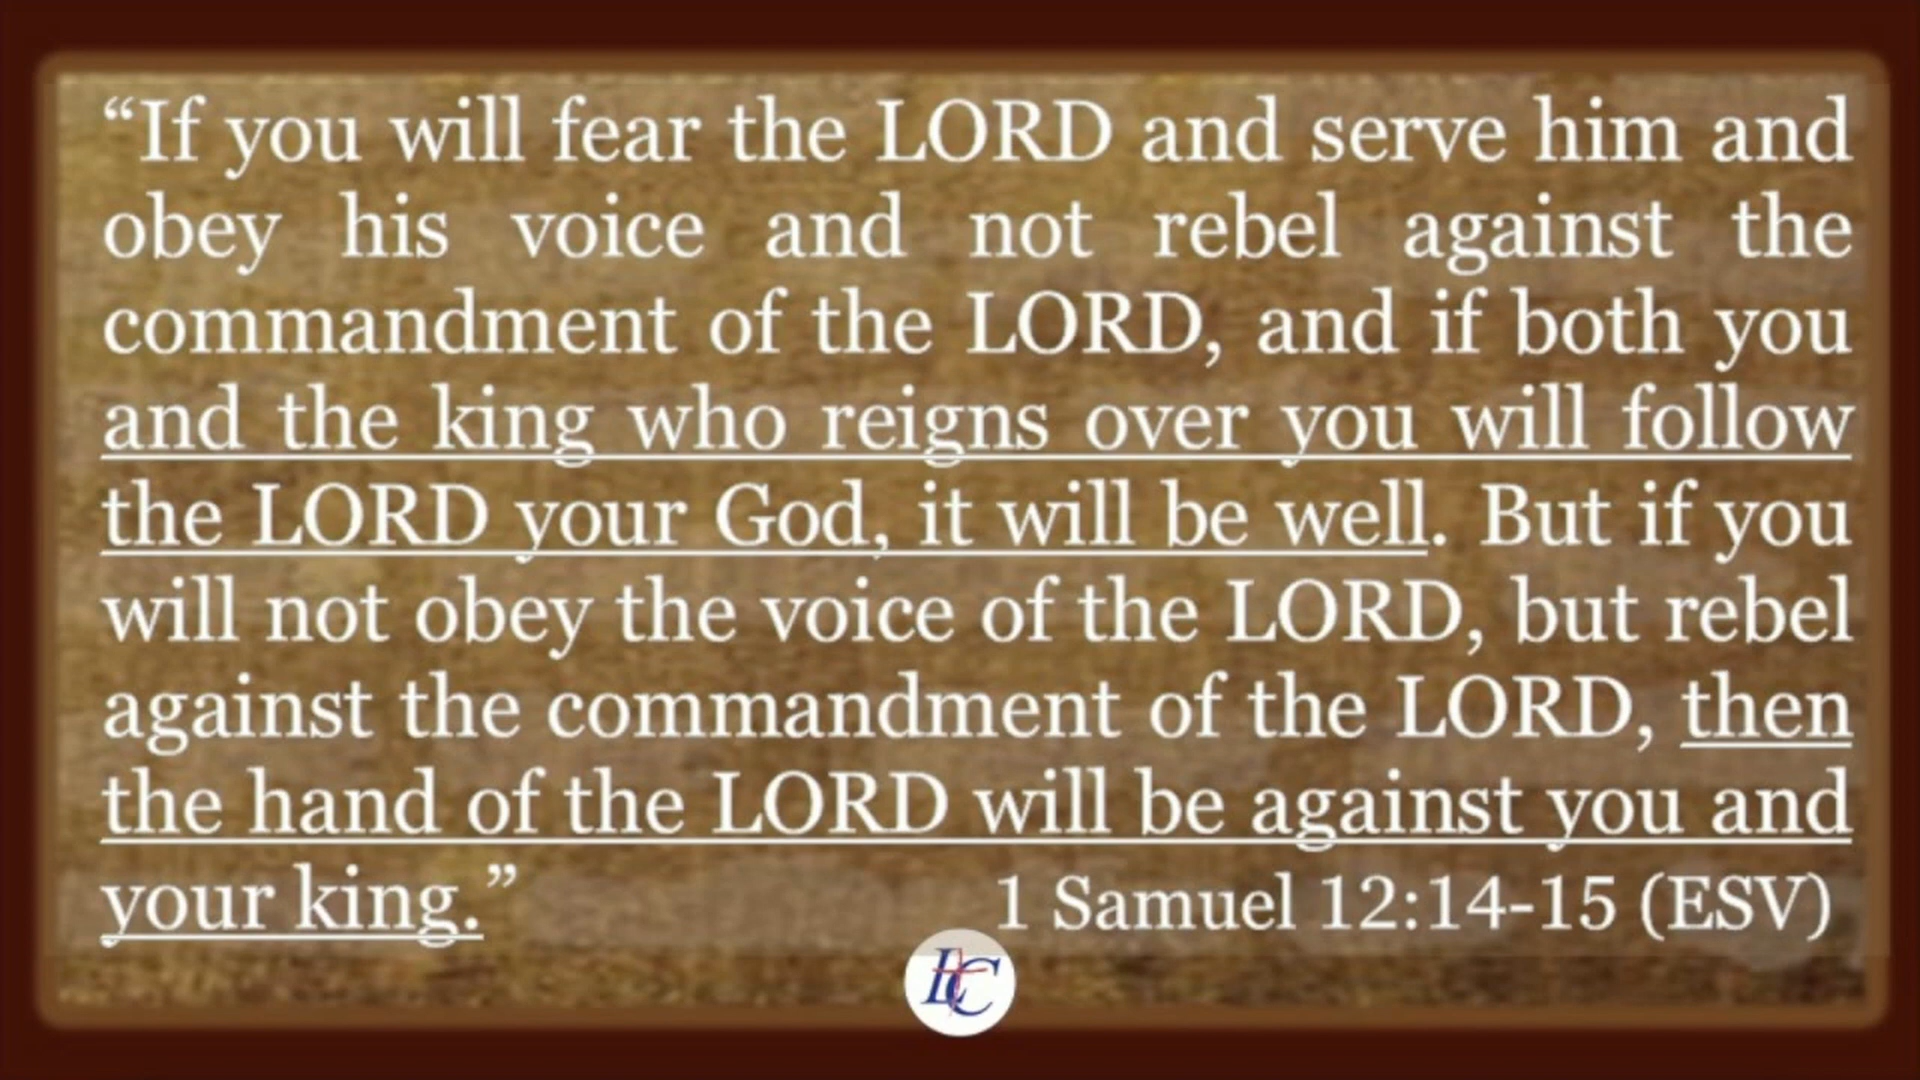 “If you will fear the LORD and serve him and
obey his voice and not rebel against the
commandment of the LORD, and if both you
and the king who reigns over you will follow
the LORD your God, it will be well. But if you
will not obey the voice of the LORD, but rebel
against the commandment of the LORD, then
the hand of the LORD will be against you and
your king.” 1 Samuel 12:14-15 (ESV)
LC